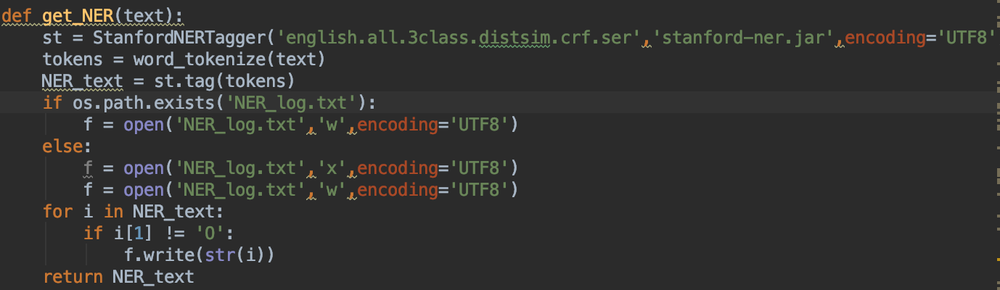 def get_NER(text):
    st = StanfordNERTagger('english.all.3class.distsim.crf.ser','stanford-ner.jar',encoding='UTF8'
    tokens = word_tokenize(text)
    NER_text = st.tag(tokens)
    if os.path.exists('NER_log.txt'):
        f = open('NER_log.txt','w',encoding='UTF8')
    else:
        f = open('NER_log.txt','x',encoding='UTF8')
        f = open('NER_log.txt','w',encoding='UTF8')
    for i in NER_text:
        if i[1] != 'O':
            f.write(str(i))
    return NER_text